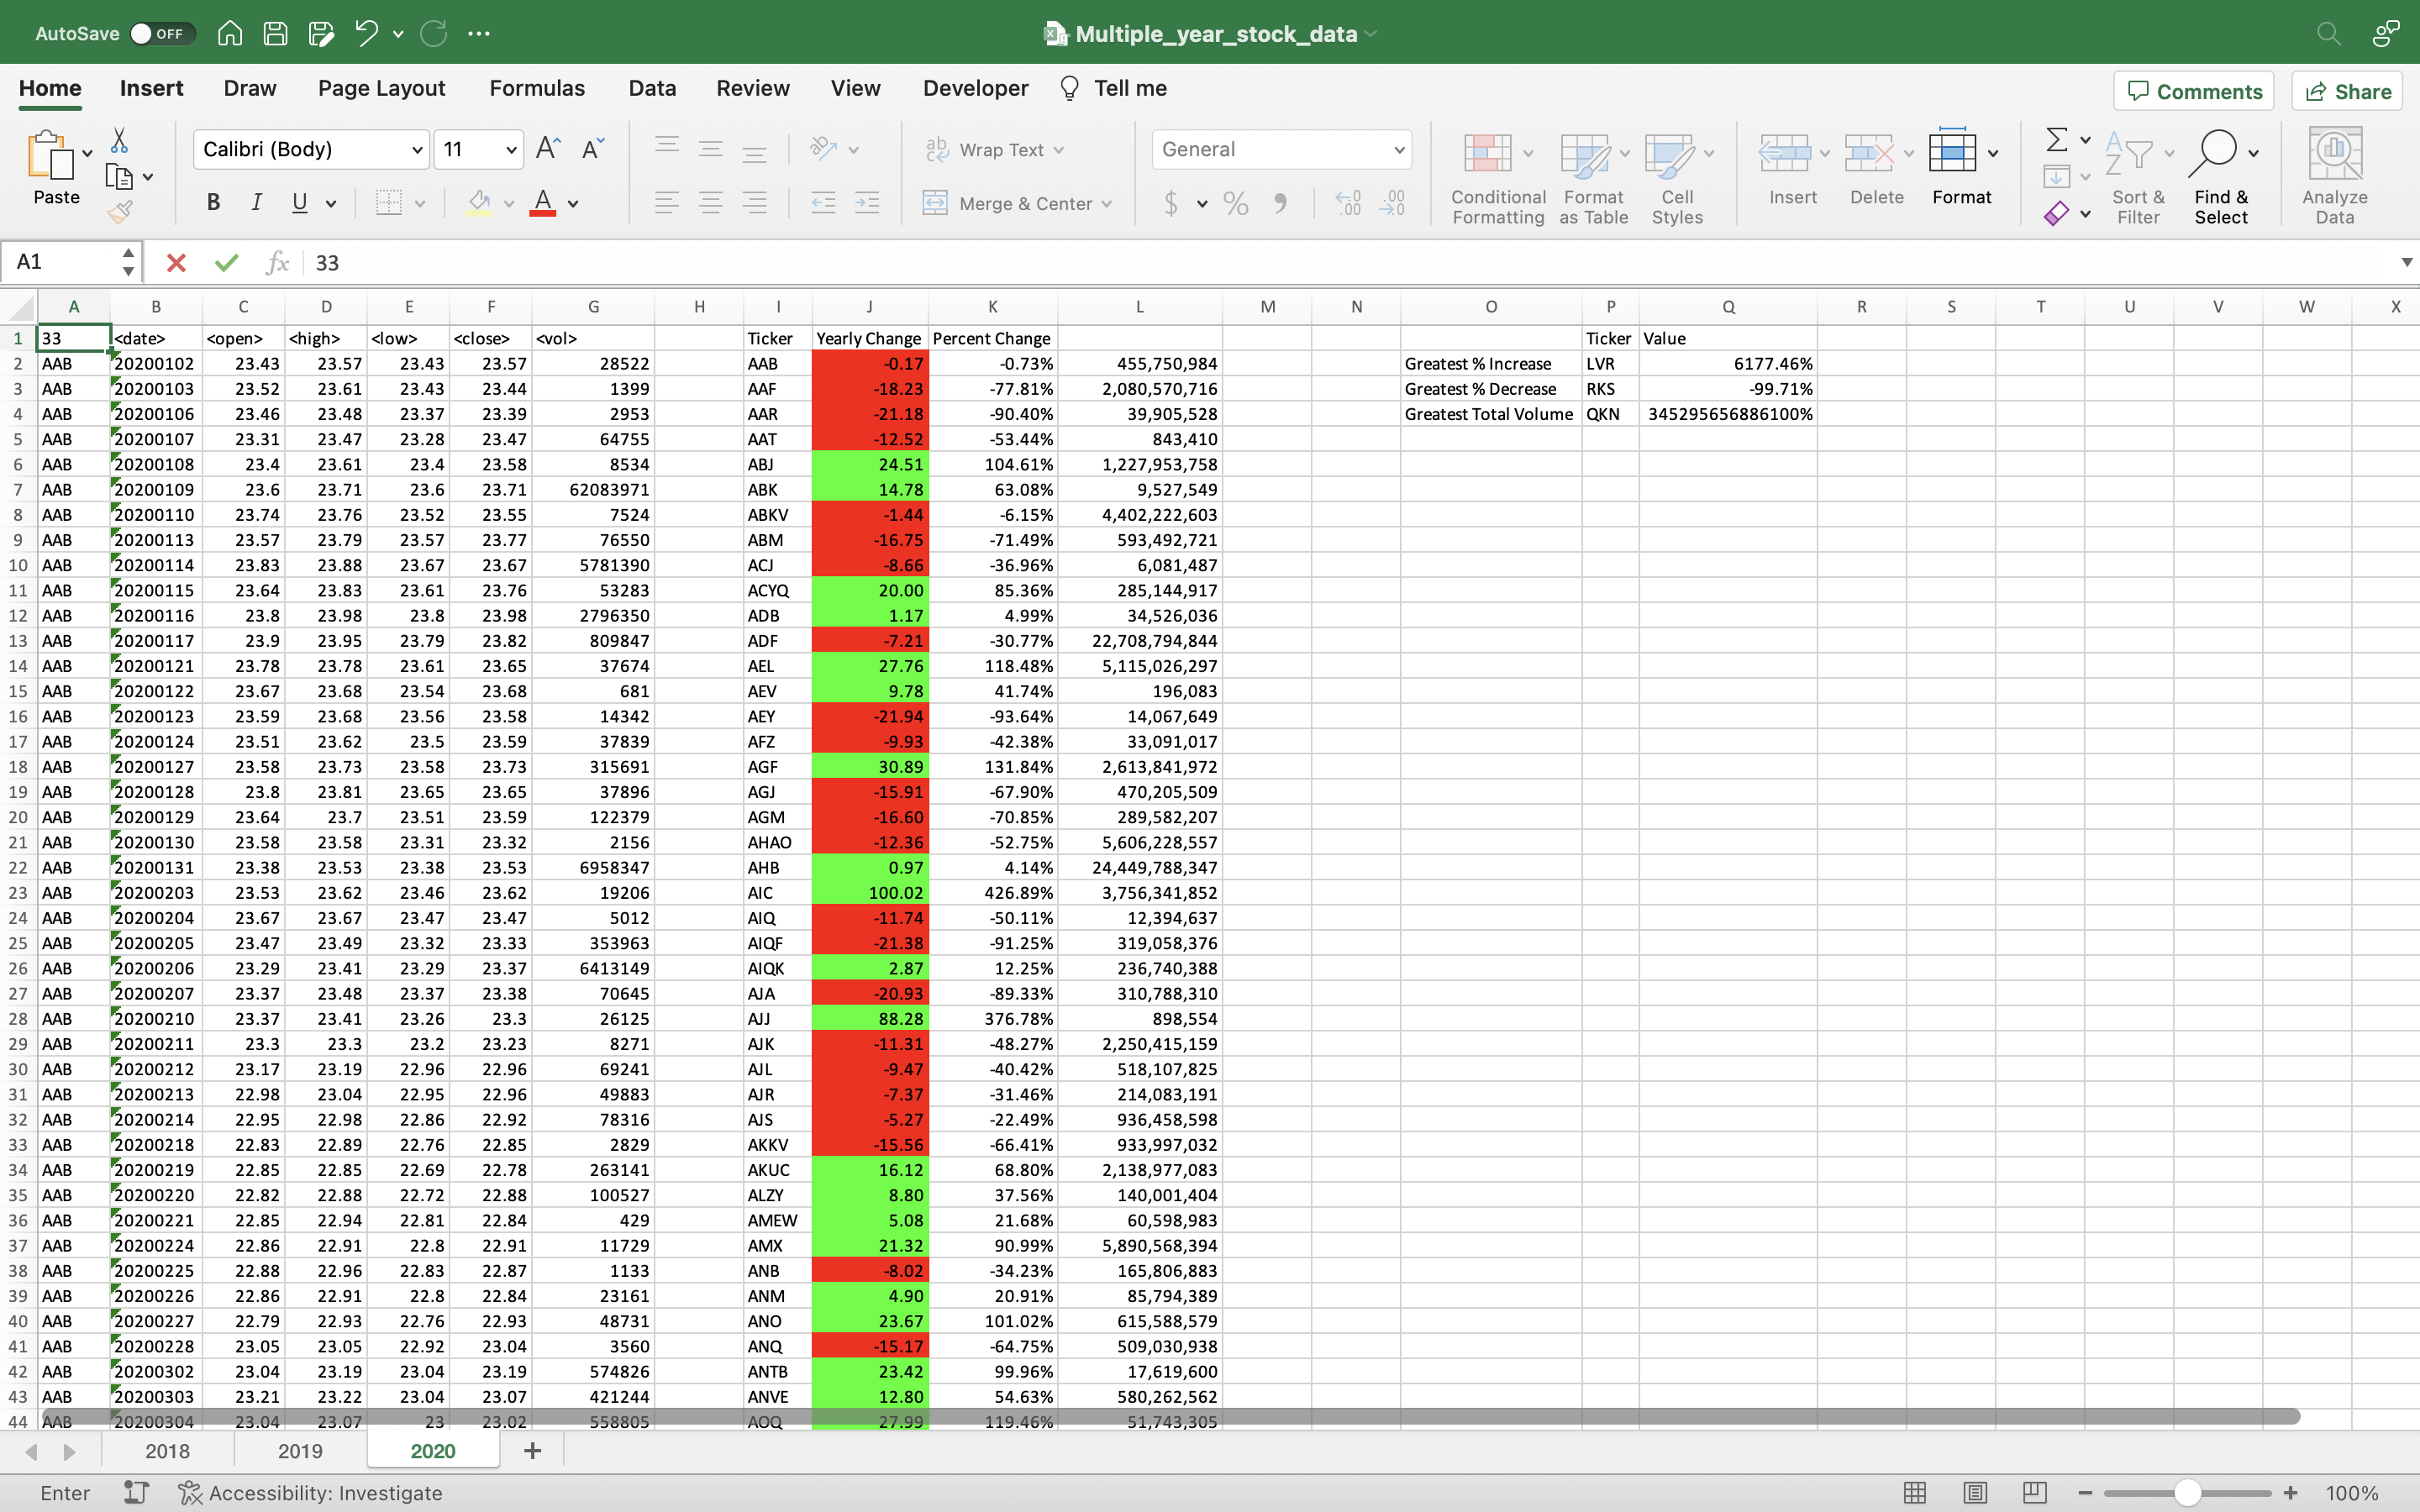 AutoSave OFF Multiple_year_stock_data
Home Insert Draw Page Layout Formulas Data Review View Developer Tell me Comments Share
Paste Calibri (Body) 11 A A Wrap Text General Conditional Formatting Format as Table Cell Styles Insert Delete Format Sort & Filter Find & Select Analyze Data
B I U A Merge & Center $ %
A1 fx 33
A B C D E F G H I J K L M N O P Q R S T U V W X
1 33 <date> <open> <high> <low> <close> <vol> Ticker Yearly Change Percent Change Ticker Value
2 AAB 20200102 23.43 23.57 23.43 23.57 28522 AAB -0.17 -0.73% 455,750,984 Greatest % Increase LVR 6177.46%
3 AAB 20200103 23.52 23.61 23.43 23.44 1399 AAF -18.23 -77.81% 2,080,570,716 Greatest % Decrease RKS -99.71%
4 AAB 20200106 23.46 23.48 23.37 23.39 2953 AAR -21.18 -90.40% 39,905,528 Greatest Total Volume QKN 345295656886100%
5 AAB 20200107 23.31 23.47 23.28 23.47 64755 AAT -12.52 -53.44% 843,410
6 AAB 20200108 23.4 23.61 23.4 23.58 8534 ABJ 24.51 104.61% 1,227,953,758
7 AAB 20200109 23.6 23.71 23.6 23.71 62083971 ABK 14.78 63.08% 9,527,549
8 AAB 20200110 23.74 23.76 23.52 23.55 7524 ABKV -1.44 -6.15% 4,402,222,603
9 AAB 20200113 23.57 23.79 23.57 23.77 76550 ABM -16.75 -71.49% 593,492,721
10 AAB 20200114 23.83 23.88 23.67 23.67 5781390 ACJ -8.66 -36.96% 6,081,487
11 AAB 20200115 23.64 23.83 23.61 23.76 53283 ACYQ 20.00 85.36% 285,144,917
12 AAB 20200116 23.8 23.98 23.8 23.98 2796350 ADB 1.17 4.99% 34,526,036
13 AAB 20200117 23.9 23.95 23.79 23.82 809847 ADF -7.21 -30.77% 22,708,794,844
14 AAB 20200121 23.78 23.78 23.61 23.65 37674 AEL 27.76 118.48% 5,115,026,297
15 AAB 20200122 23.67 23.68 23.54 23.68 681 AEV 9.78 41.74% 196,083
16 AAB 20200123 23.59 23.68 23.56 23.58 14342 AEY -21.94 -93.64% 14,067,649
17 AAB 20200124 23.51 23.62 23.5 23.59 37839 AFZ -9.93 -42.38% 33,091,017
18 AAB 20200127 23.58 23.73 23.58 23.73 315691 AGF 30.89 131.84% 2,613,841,972
19 AAB 20200128 23.8 23.81 23.65 23.65 37896 AGJ -15.91 -67.90% 470,205,509
20 AAB 20200129 23.64 23.7 23.51 23.59 122379 AGM -16.60 -70.85% 289,582,207
21 AAB 20200130 23.58 23.58 23.31 23.32 2156 AHAO -12.36 -52.75% 5,606,228,557
22 AAB 20200131 23.38 23.53 23.38 23.53 6958347 AHB 0.97 4.14% 24,449,788,347
23 AAB 20200203 23.53 23.62 23.46 23.62 19206 AIC 100.02 426.89% 3,756,341,852
24 AAB 20200204 23.67 23.67 23.47 23.47 5012 AIQ -11.74 -50.11% 12,394,637
25 AAB 20200205 23.47 23.49 23.32 23.33 353963 AIQF -21.38 -91.25% 319,058,376
26 AAB 20200206 23.29 23.41 23.29 23.37 6413149 AIQK 2.87 12.25% 236,740,388
27 AAB 20200207 23.37 23.48 23.37 23.38 70645 AJA -20.93 -89.33% 310,788,310
28 AAB 20200210 23.37 23.41 23.26 23.3 26125 AJJ 88.28 376.78% 898,554
29 AAB 20200211 23.3 23.3 23.2 23.23 8271 AJK -11.31 -48.27% 2,250,415,159
30 AAB 20200212 23.17 23.19 22.96 22.96 69241 AJL -9.47 -40.42% 518,107,825
31 AAB 20200213 22.98 23.04 22.95 22.96 49883 AJR -7.37 -31.46% 214,083,191
32 AAB 20200214 22.95 22.98 22.86 22.92 78316 AJS -5.27 -22.49% 936,458,598
33 AAB 20200218 22.83 22.89 22.76 22.85 2829 AKKV -15.56 -66.41% 933,997,032
34 AAB 20200219 22.85 22.85 22.69 22.78 263141 AKUC 16.12 68.80% 2,138,977,083
35 AAB 20200220 22.82 22.88 22.72 22.88 100527 ALZY 8.80 37.56% 140,001,404
36 AAB 20200221 22.85 22.94 22.81 22.84 429 AMEW 5.08 21.68% 60,598,983
37 AAB 20200224 22.86 22.91 22.8 22.91 11729 AMX 21.32 90.99% 5,890,568,394
38 AAB 20200225 22.88 22.96 22.83 22.87 1133 ANB -8.02 -34.23% 165,806,883
39 AAB 20200226 22.86 22.91 22.8 22.84 23161 ANM 4.90 20.91% 85,794,389
40 AAB 20200227 22.79 22.93 22.76 22.93 48731 ANO 23.67 101.02% 615,588,579
41 AAB 20200228 23.05 23.05 22.92 23.04 3560 ANQ -15.17 -64.75% 509,030,938
42 AAB 20200302 23.04 23.19 23.04 23.19 574826 ANTB 23.42 99.96% 17,619,600
43 AAB 20200303 23.21 23.22 23.04 23.07 421244 ANVE 12.80 54.63% 580,262,562
44 AAB 20200304 23.04 23.07 23 23.02 558805 AOQ 27.99 119.46% 51,743,305
2018 2019 2020 +
Enter Accessibility: Investigate 100%